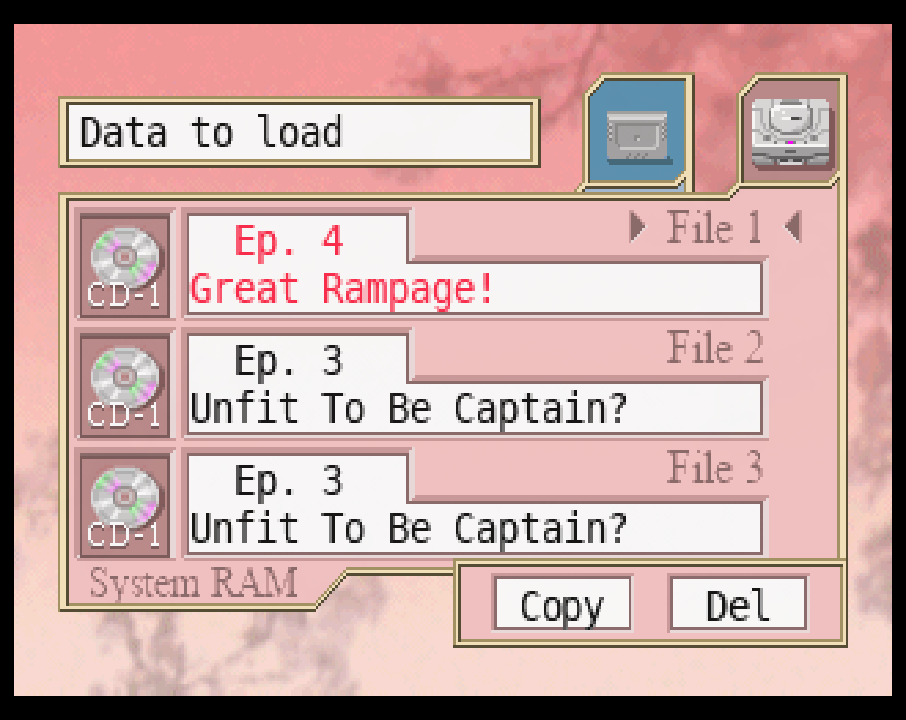 Data to load
Ep. 4
File 1
Great Rampage!
CD-1
Ep. 3
File 2
Unfit To Be Captain?
CD-1
Ep. 3
File 3
Unfit To Be Captain?
CD-1
System RAM
Copy
Del